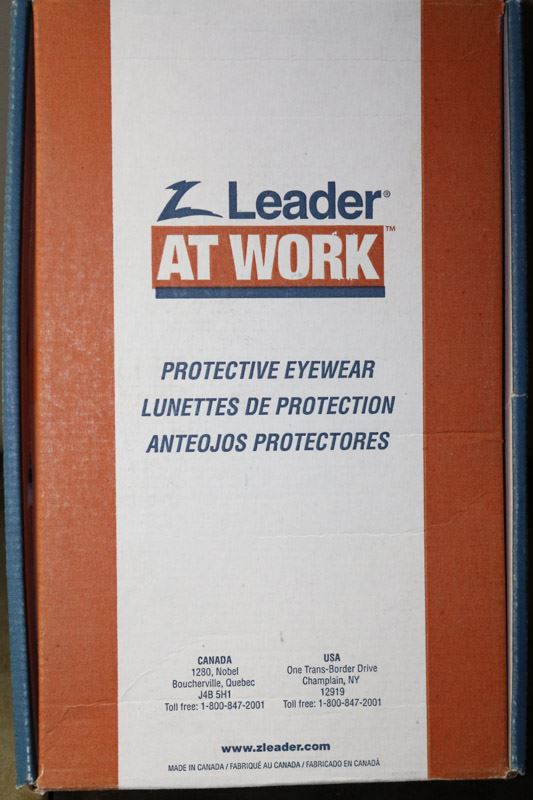 Leader®
AT WORK™
PROTECTIVE EYEWEAR
LUNETTES DE PROTECTION
ANTEOJOS PROTECTORES
CANADA
1280, Nobel
Boucherville, Quebec
J4B 5H1
Toll free: 1-800-847-2001
USA
One Trans-Border Drive
Champlain, NY
12919
Toll free: 1-800-847-2001
www.zleader.com
MADE IN CANADA / FABRIQUÉ AU CANADA / FABRICADO EN CANADÁ